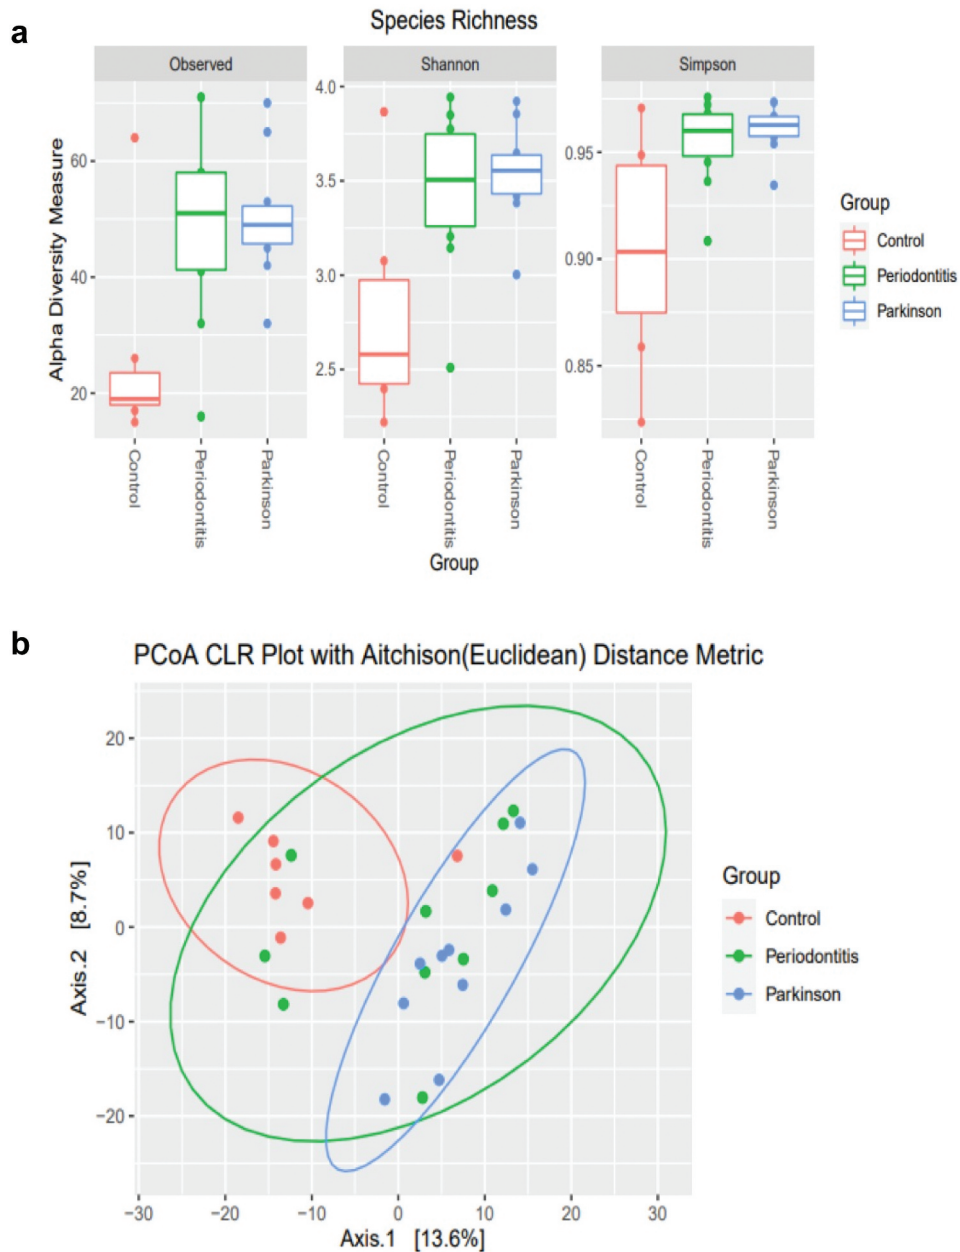 a
Species Richness
Observed
Shannon
Simpson
Alpha Diversity Measure
60
40
20
4.0
3.5
3.0
2.5
0.95
0.90
0.85
Control
Periodontitis
Parkinson
Control
Periodontitis
Parkinson
Control
Periodontitis
Parkinson
Group
Group
Control
Periodontitis
Parkinson
b
PCoA CLR Plot with Aitchison(Euclidean) Distance Metric
Axis.2 [8.7%]
20
10
0
−10
−20
−30
−20
−10
0
10
20
30
Axis.1 [13.6%]
Group
Control
Periodontitis
Parkinson